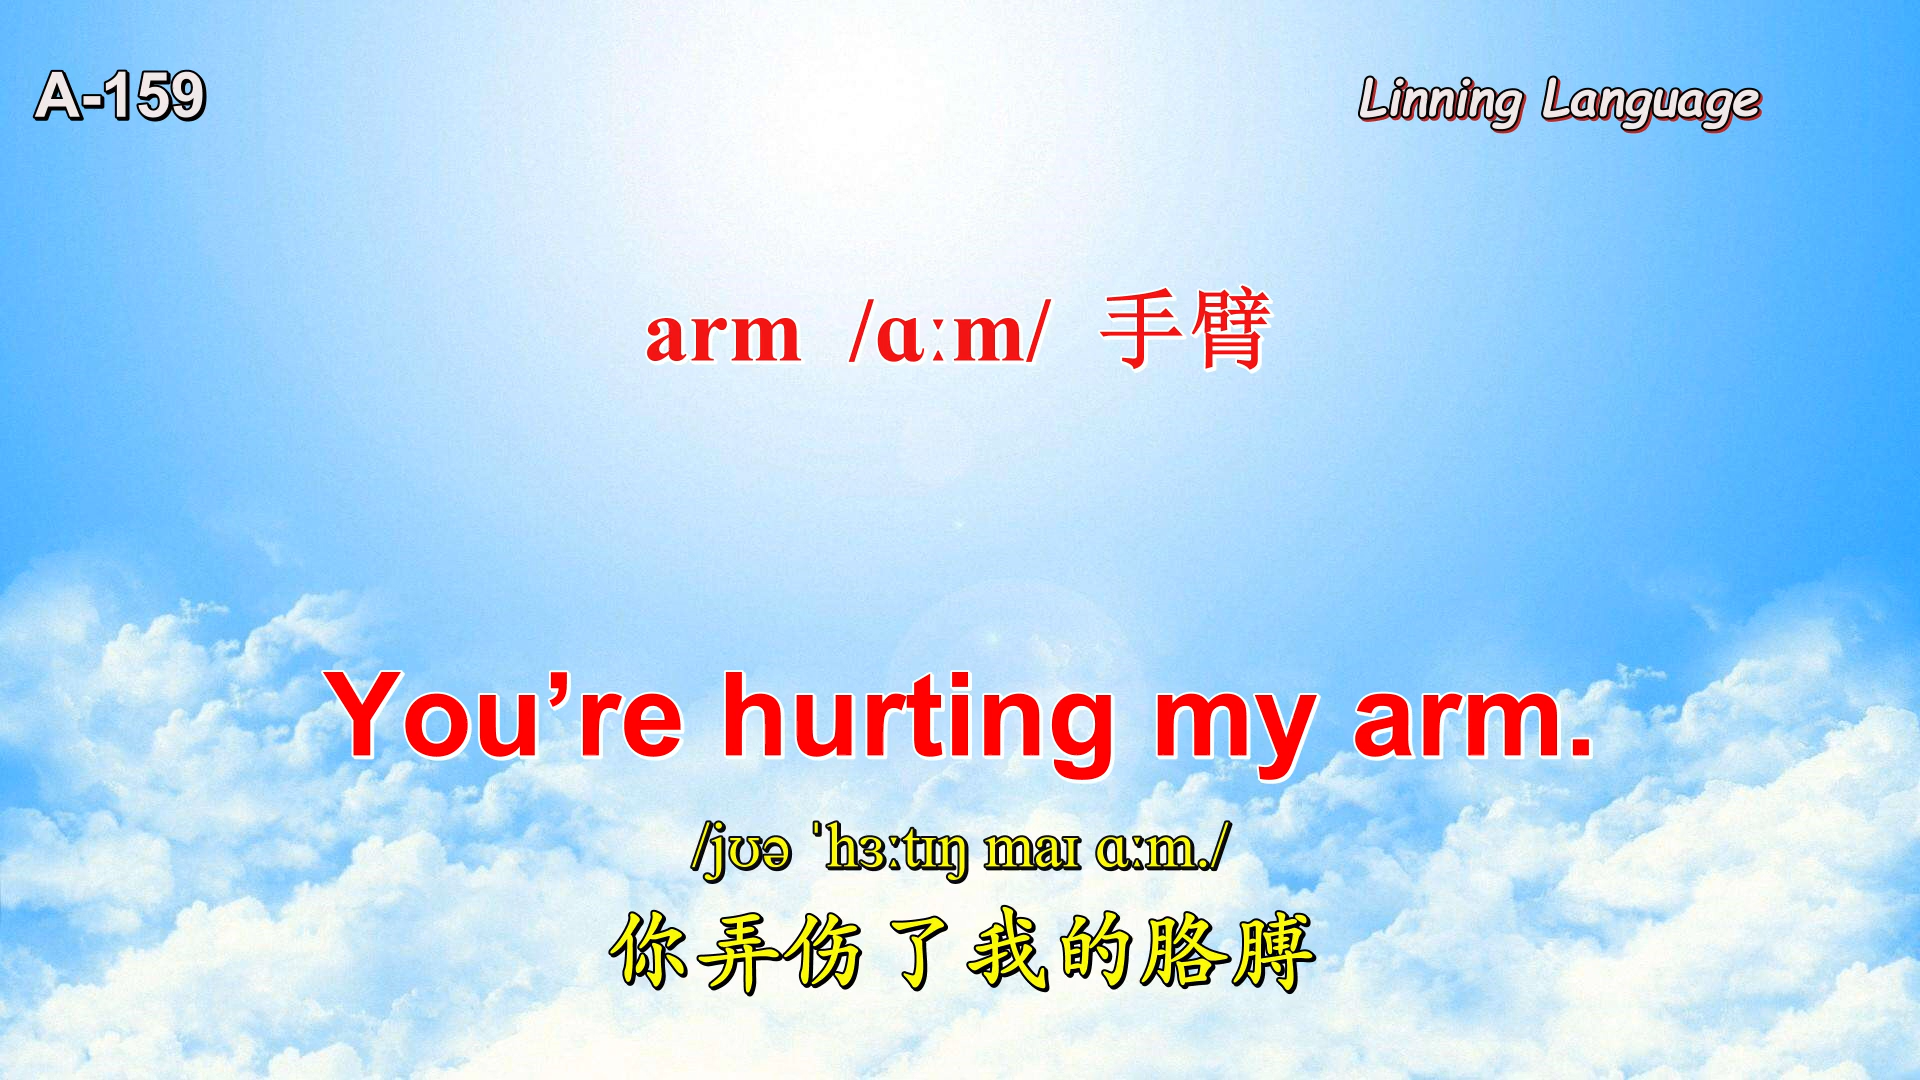 A-159
Linning Language
arm /ɑːm/ 手臂
You’re hurting my arm.
/jʊə ˈhɜːtɪŋ maɪ ɑːm./
你弄伤了我的胳膊